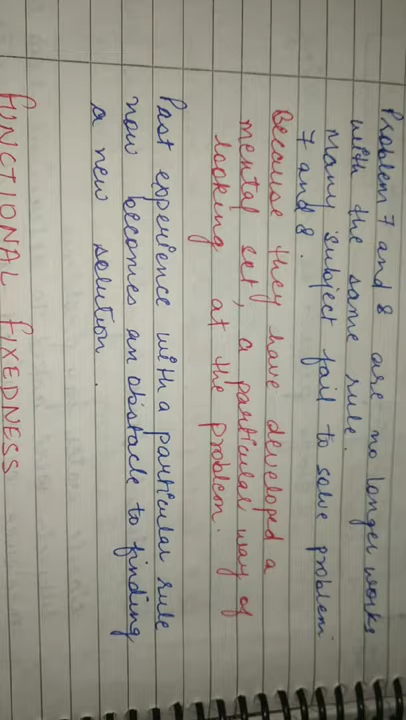 Problem 7 and 8 are no longer works
with the same rule.
Many subject fail to solve problem
7 and 8.
Because they have developed a
mental set, a particular way of
looking at the problem.
Past experience with a particular rule
now becomes an obstacle to finding
a new solution.
FUNCTIONAL FIXEDNESS